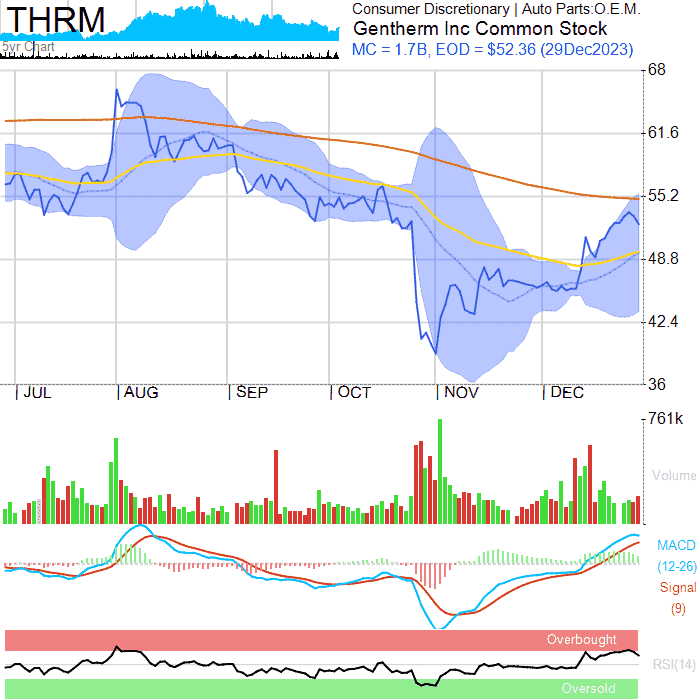 THRM
Consumer Discretionary | Auto Parts:O.E.M.
Gentherm Inc Common Stock
MC = 1.7B, EOD = $52.36 (29Dec2023)
5yr Chart
68
61.6
55.2
48.8
42.4
36
JUL AUG SEP OCT NOV DEC
761k
Volume
MACD
(12-26)
Signal
(9)
Overbought
RSI(14)
Oversold